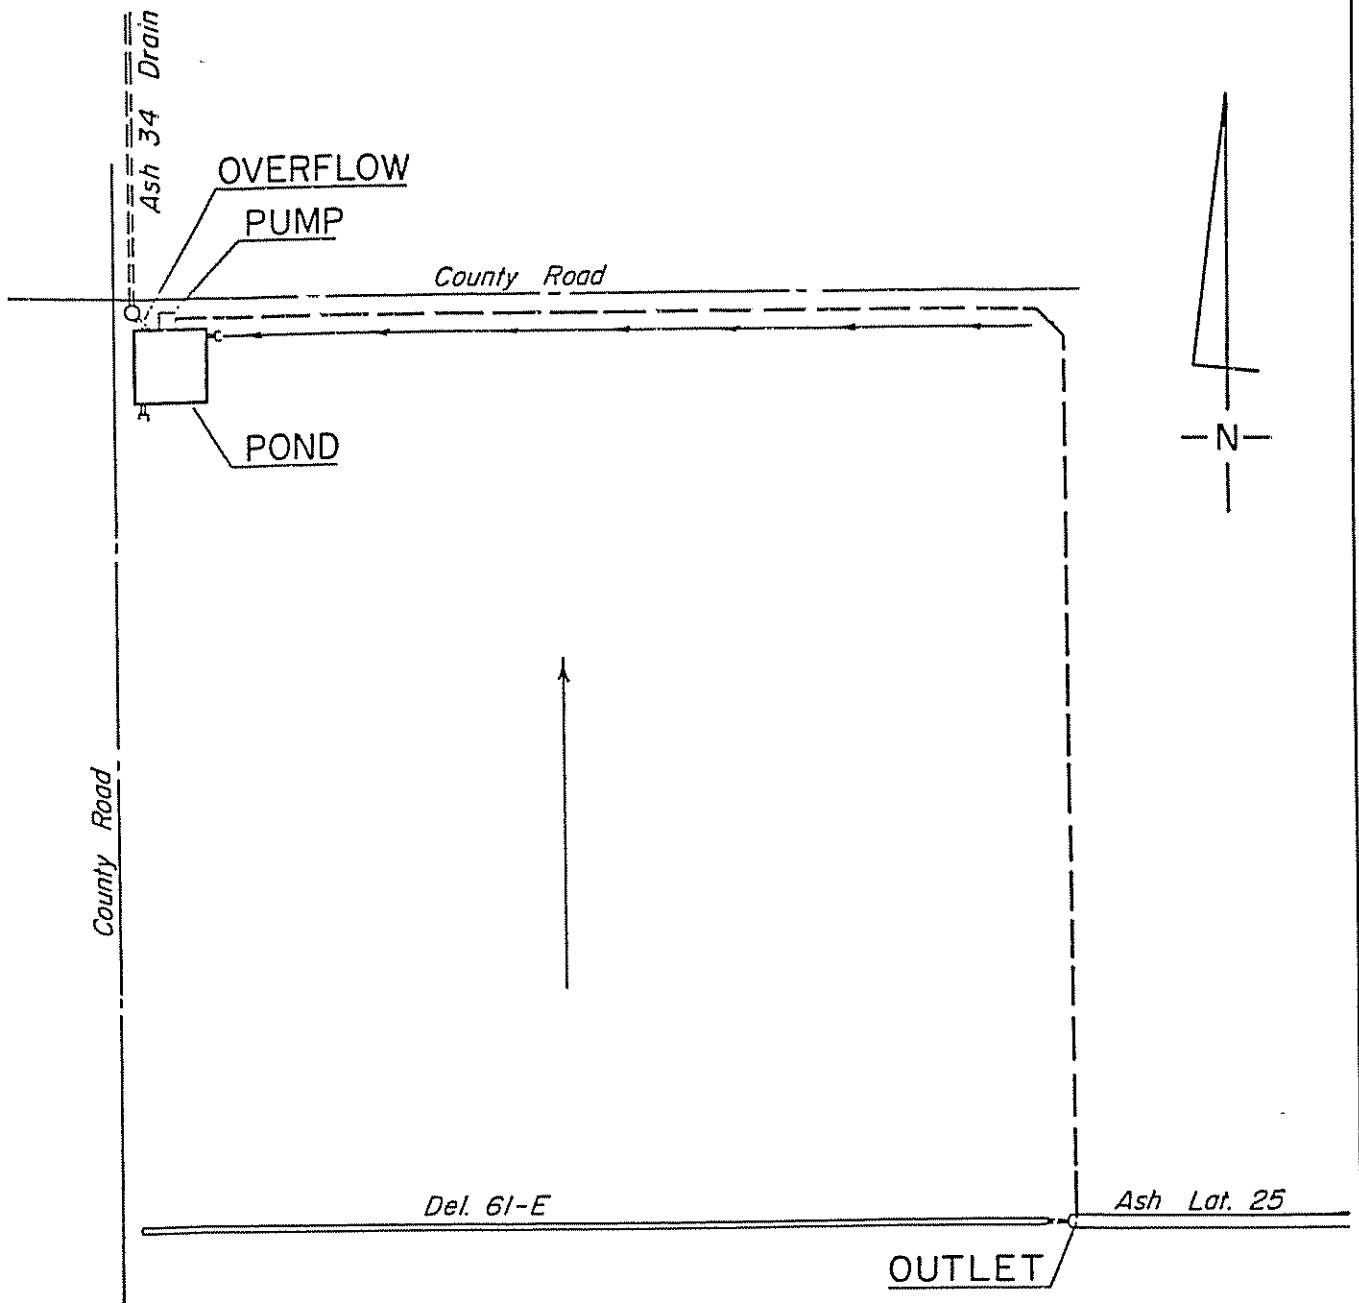 Ash 34 Drain
OVERFLOW
PUMP
County Road
POND
N
County Road
Del. 61-E
Ash Lat. 25
OUTLET